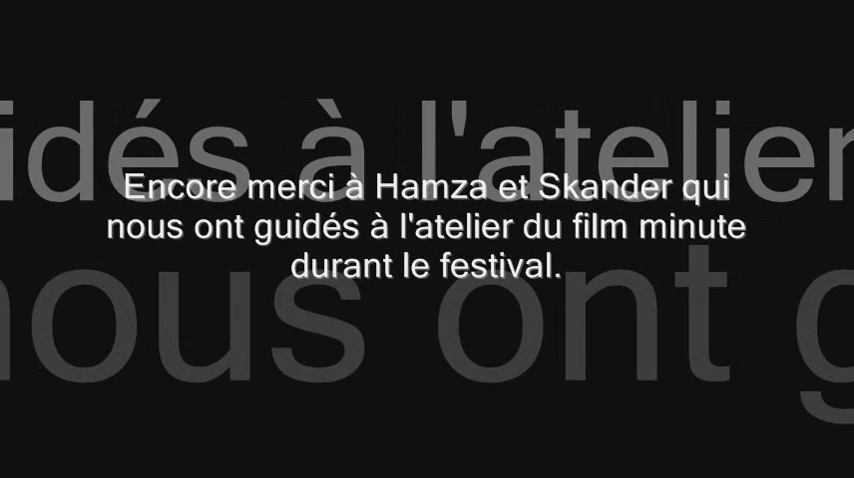 idés à l'atelier
Encore merci à Hamza et Skander qui
nous ont guidés à l'atelier du film minute
durant le festival.
nous ont g